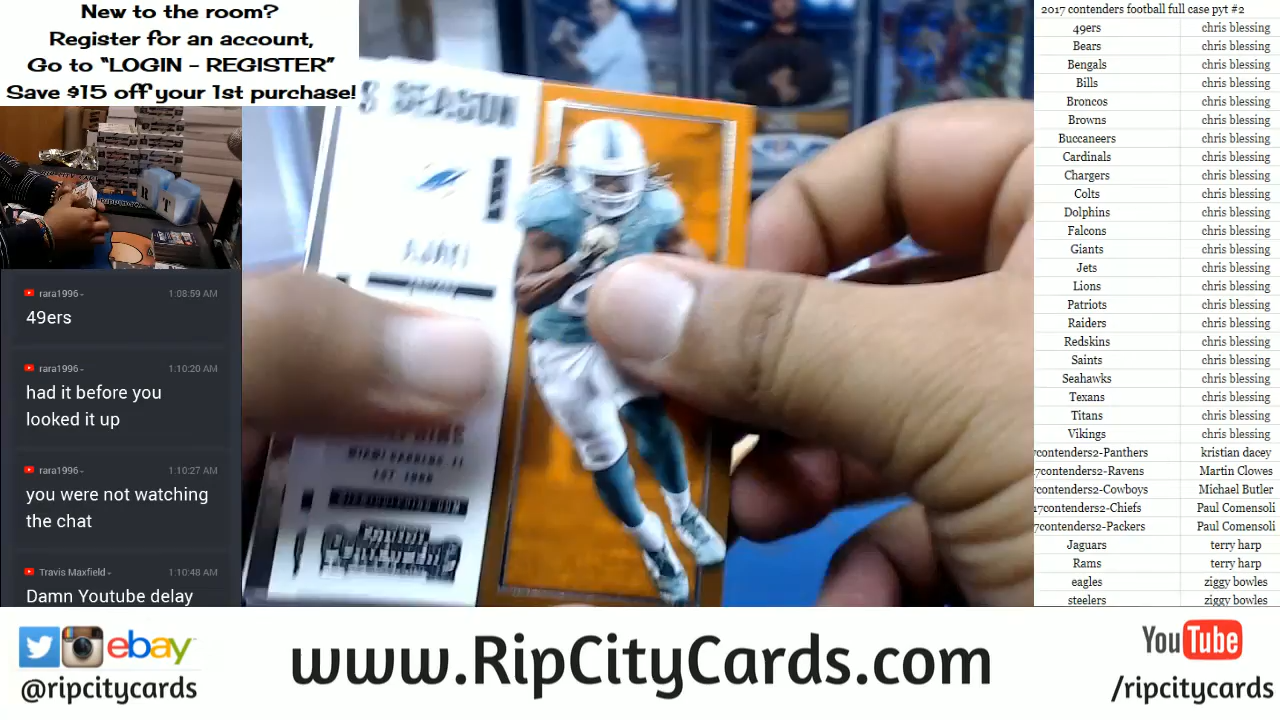 New to the room?
Register for an account,
Go to “LOGIN - REGISTER”
Save $15 off your 1st purchase!
rara1996
1:08:59 AM
49ers
rara1996
1:10:20 AM
had it before you
looked it up
rara1996
1:10:27 AM
you were not watching
the chat
Travis Maxfield
1:10:48 AM
Damn Youtube delay
S SEASON
J.AJAYI
R T
2017 contenders football full case pyt #2
49ers chris blessing
Bears chris blessing
Bengals chris blessing
Bills chris blessing
Broncos chris blessing
Browns chris blessing
Buccaneers chris blessing
Cardinals chris blessing
Chargers chris blessing
Colts chris blessing
Dolphins chris blessing
Falcons chris blessing
Giants chris blessing
Jets chris blessing
Lions chris blessing
Patriots chris blessing
Raiders chris blessing
Redskins chris blessing
Saints chris blessing
Seahawks chris blessing
Texans chris blessing
Titans chris blessing
Vikings chris blessing
7contenders2-Panthers kristian dacey
7contenders2-Ravens Martin Clowes
7contenders2-Cowboys Michael Butler
17contenders2-Chiefs Paul Comensoli
7contenders2-Packers Paul Comensoli
Jaguars terry harp
Rams terry harp
eagles ziggy bowles
steelers ziggy bowles
ebay
@ripcitycards
www.RipCityCards.com
YouTube
/ripcitycards